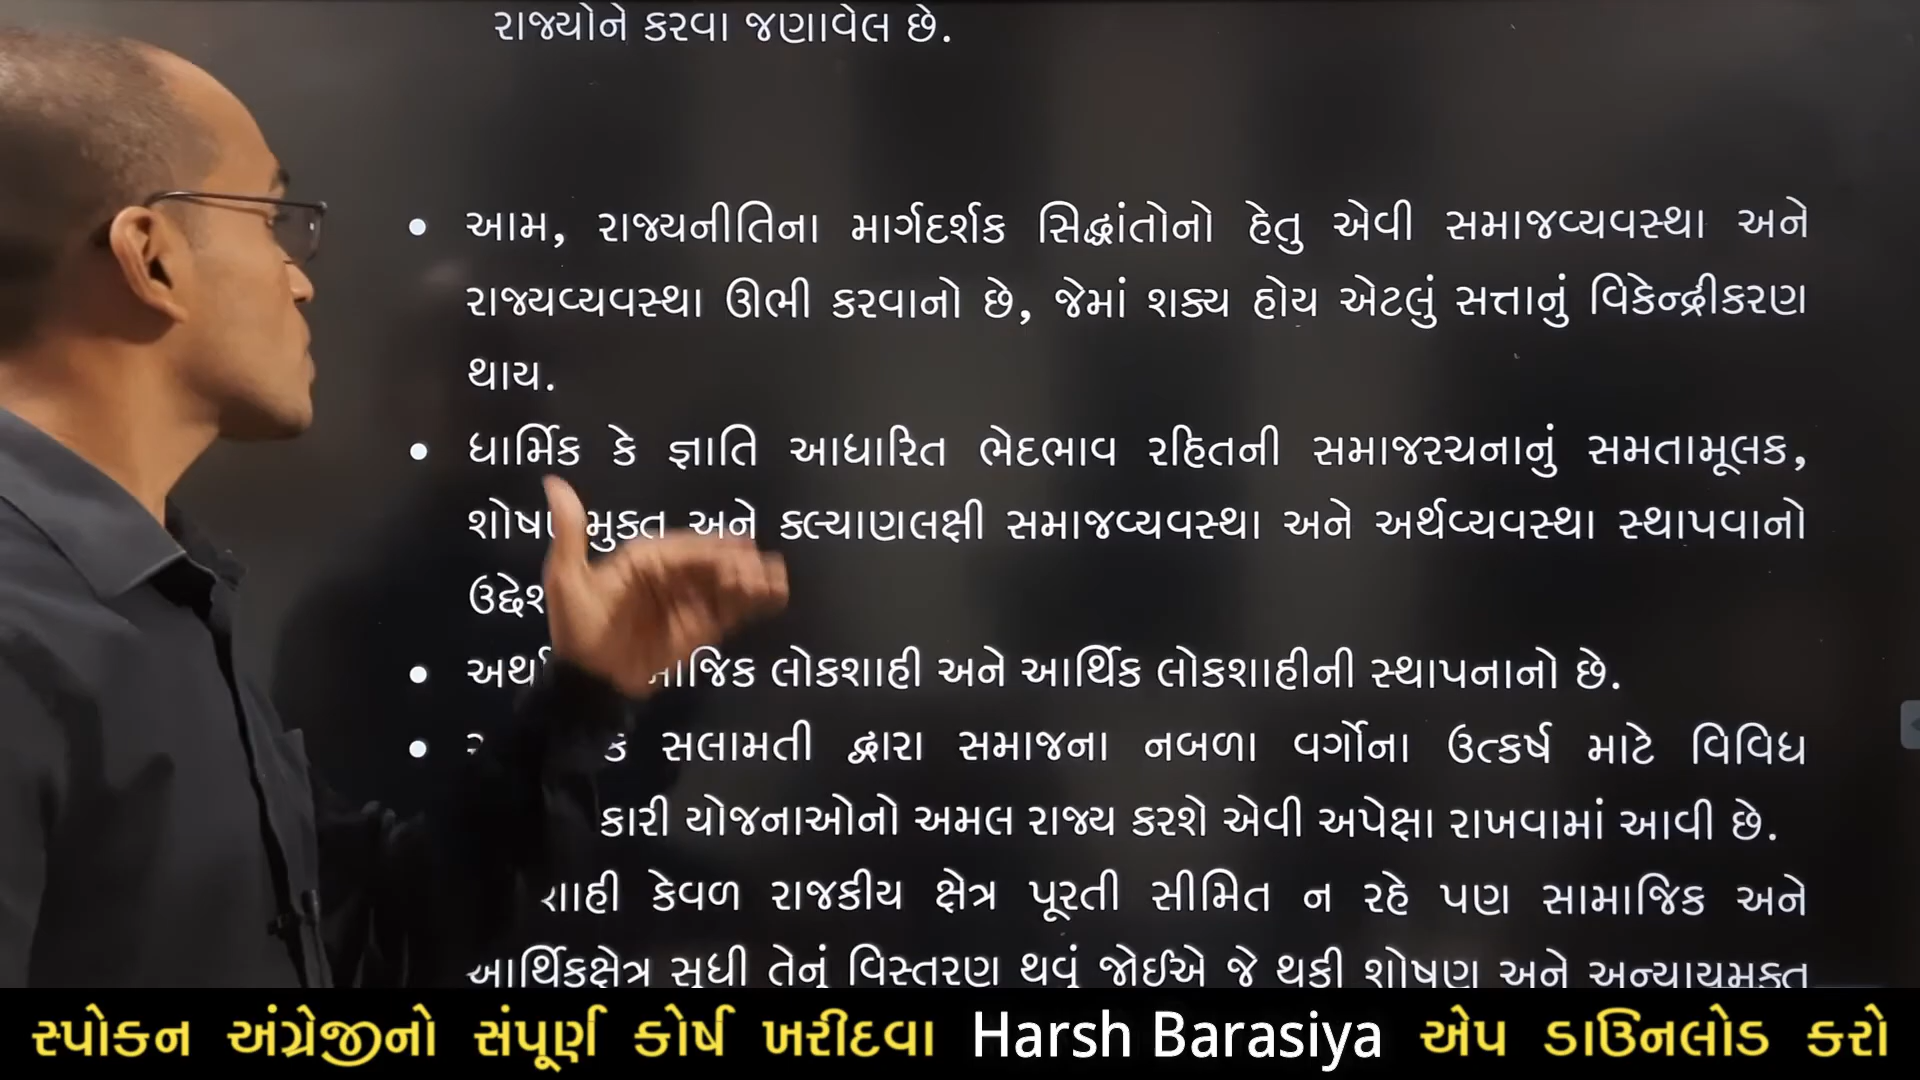 રાજ્યોને કરવા જણાવેલ છે.
• આમ, રાજ્યનીતિના માર્ગદર્શક સિદ્ધાંતોનો હેતુ એવી સમાજવ્યવસ્થા અને
રાજ્યવ્યવસ્થા ઊભી કરવાનો છે, જેમાં શક્ય હોય એટલું સત્તાનું વિકેન્દ્રીકરણ
થાય.
• ધાર્મિક કે જ્ઞાતિ આધારિત ભેદભાવ રહિતની સમાજરચનાનું સમતામૂલક,
મુક્ત અને કલ્યાણલક્ષી સમાજવ્યવસ્થા અને અર્થવ્યવસ્થા સ્થાપવાનો
• લોકશાહી અને આર્થિક લોકશાહીની સ્થાપનાનો છે.
• સલામતી દ્વારા સમાજના નબળા વર્ગોના ઉત્કર્ષ માટે વિવિધ
કારી યોજનાઓનો અમલ રાજ્ય કરશે એવી અપેક્ષા રાખવામાં આવી છે.
કેવળ રાજકીય ક્ષેત્ર પૂરતી સીમિત ન રહે પણ સામાજિક અને
આર્થિકક્ષેત્ર સુધી તેનું વિસ્તરણ થવું જોઈએ જે થકી શોષણ અને
સ્પોકન અંગ્રેજીનો સંપૂર્ણ કોર્ષ ખરીદવા Harsh Barasiya એપ ડાઉનલોડ કરો